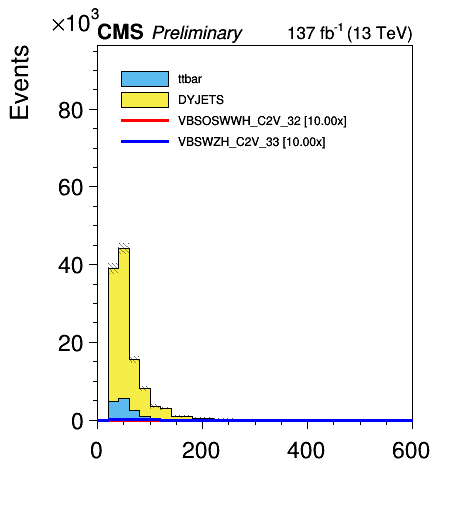 ×10³
CMS Preliminary 137 fb⁻¹ (13 TeV)
Events
ttbar
DYJETS
VBSOSWWH_C2V_32 [10.00x]
VBSWZH_C2V_33 [10.00x]
80
60
40
20
0
0 200 400 600